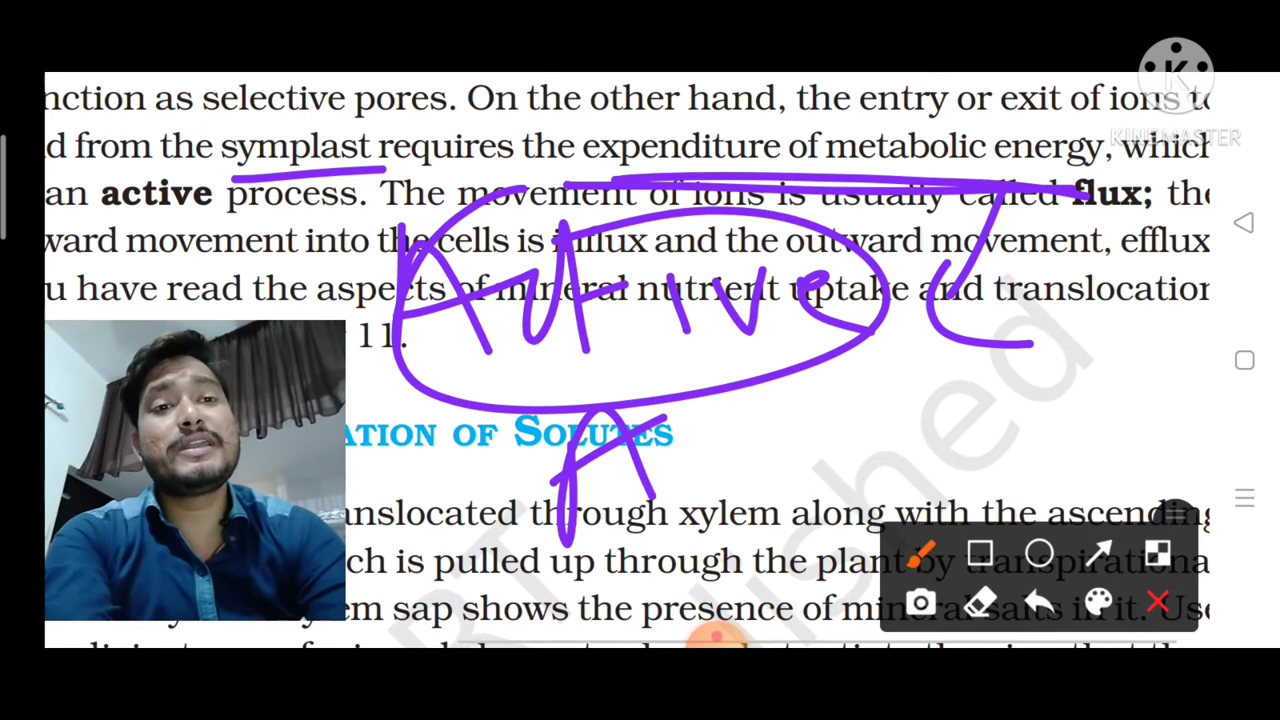 nction as selective pores. On the other hand, the entry or exit of ions to
d from the symplast requires the expenditure of metabolic energy, which
an active process. The movement of ions is usually called flux; the
ward movement into the cells is influx and the outward movement, efflux
u have read the aspects of mineral nutrient uptake and translocation
11.
Active
A
ATION OF SOLUTES
anslocated through xylem along with the ascending
ch is pulled up through the plant by transpirational
em sap shows the presence of mineral salts in it. Use
K
KINEMASTER